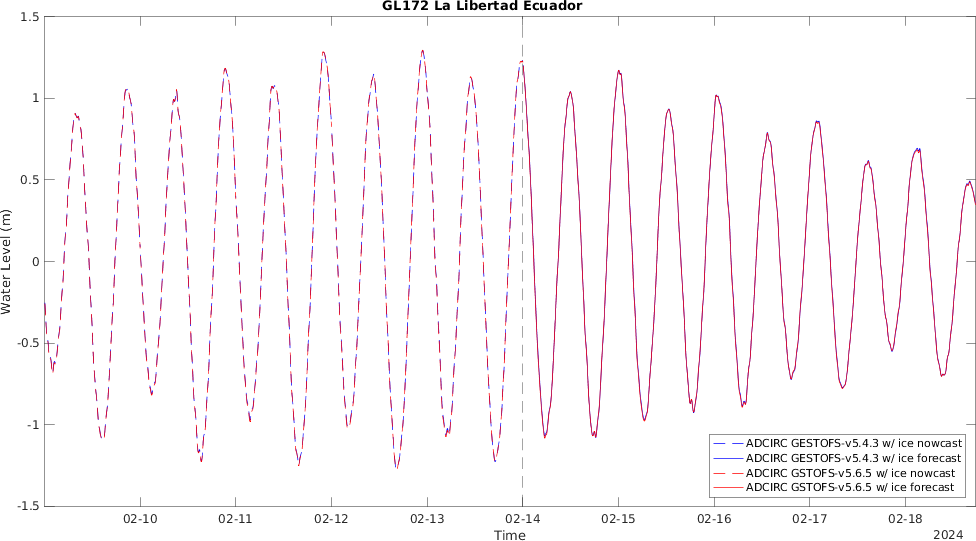 GL172 La Libertad Ecuador
1.5
1
0.5
0
-0.5
-1
-1.5
Water Level (m)
02-10 02-11 02-12 02-13 02-14 02-15 02-16 02-17 02-18
Time
2024
ADCIRC GESTOFS-v5.4.3 w/ ice nowcast
ADCIRC GESTOFS-v5.4.3 w/ ice forecast
ADCIRC GSTOFS-v5.6.5 w/ ice nowcast
ADCIRC GSTOFS-v5.6.5 w/ ice forecast